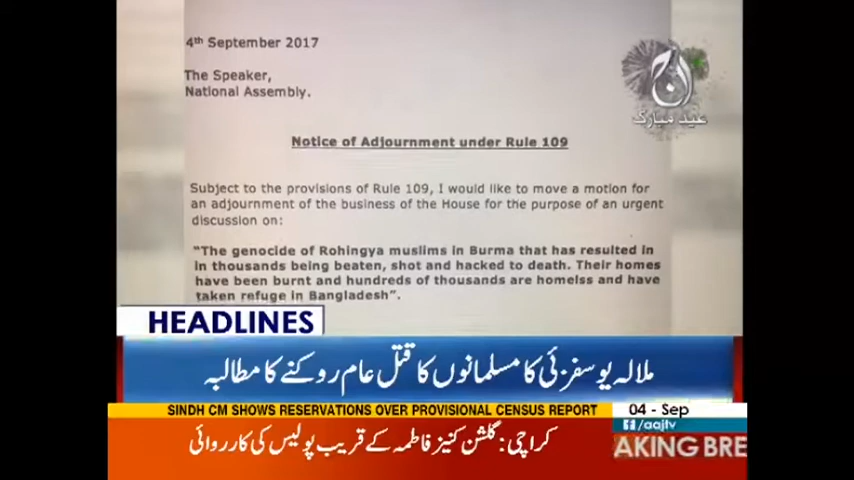 4th September 2017
The Speaker,
National Assembly.
آج
عید مبارک
Notice of Adjournment under Rule 109
Subject to the provisions of Rule 109, I would like to move a motion for
an adjournment of the business of the House for the purpose of an urgent
discussion on:
"The genocide of Rohingya muslims in Burma that has resulted in
in thousands being beaten, shot and hacked to death. Their homes
have been burnt and hundreds of thousands are homelss and have
taken refuge in Bangladesh".
HEADLINES
ملالہ یوسفزئی کا مسلمانوں کا قتل عام روکنے کا مطالبہ
SINDH CM SHOWS RESERVATIONS OVER PROVISIONAL CENSUS REPORT
04 - Sep
/aajtv
کراچی: گلشن کنیز فاطمہ کے قریب پولیس کی کارروائی
AKING BRE